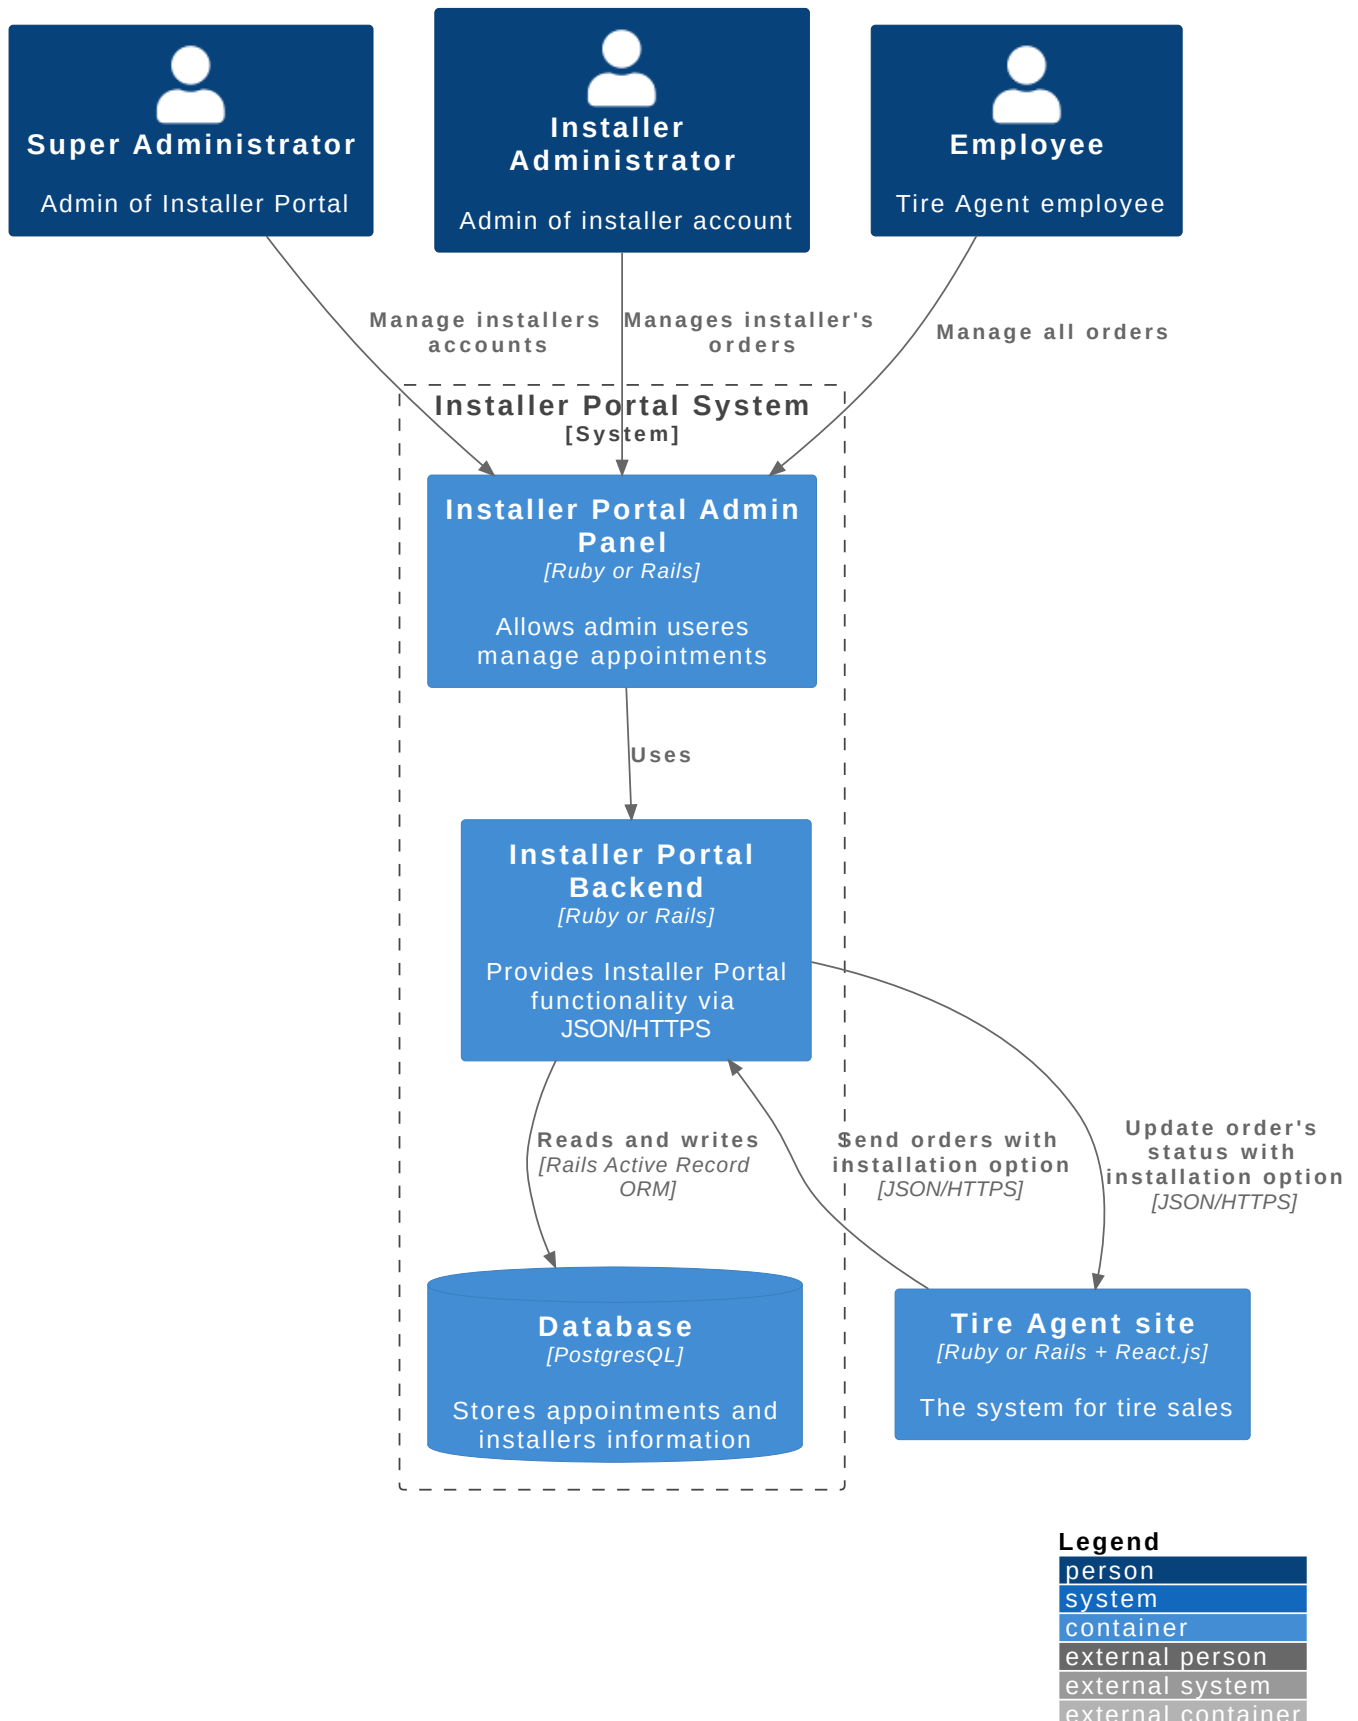 Super Administrator
Admin of Installer Portal
Installer
Administrator
Admin of installer account
Employee
Tire Agent employee
Manage installers
accounts
Manages installer's
orders
Manage all orders
Installer Portal System
[System]
Installer Portal Admin
Panel
[Ruby or Rails]
Allows admin useres
manage appointments
Uses
Installer Portal
Backend
[Ruby or Rails]
Provides Installer Portal
functionality via
JSON/HTTPS
Reads and writes
[Rails Active Record
ORM]
Send orders with
installation option
[JSON/HTTPS]
Update order's
status with
installation option
[JSON/HTTPS]
Database
[PostgresQL]
Stores appointments and
installers information
Tire Agent site
[Ruby or Rails + React.js]
The system for tire sales
Legend
person
system
container
external person
external system
external container